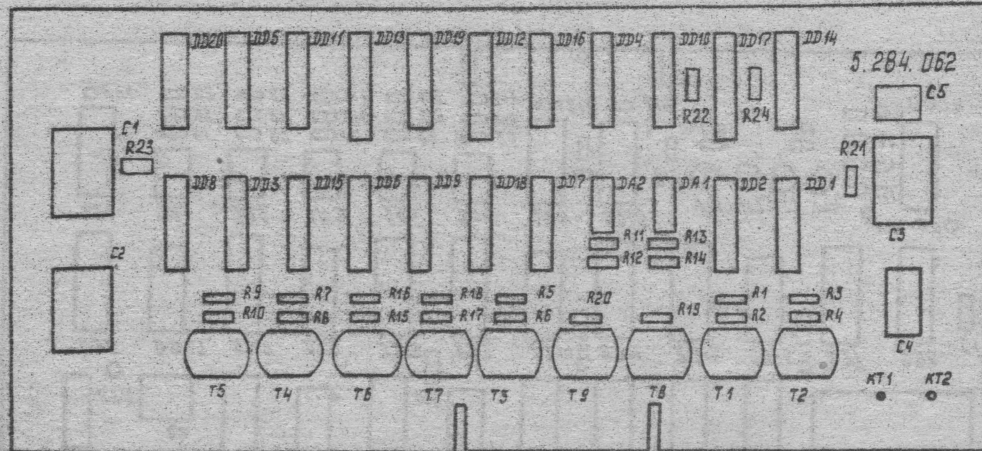 DD20 DD5 DD11 DD13 DD19 DD12 DD16 DD4 DD10 DD17 DD14
5.284.062
C5
R22 R24
C1
R23
R21
DD8 DD3 DD15 DD6 DD9 DD18 DD7 DA2 DA1 DD2 DD1
C3
R11 R13
R12 R14
C2
R9 R7 R16 R18 R5 R20 R19 R1 R3
R10 R8 R15 R17 R6 R2 R4
C4
T5 T4 T6 T7 T3 T9 T8 T1 T2
KT1 KT2